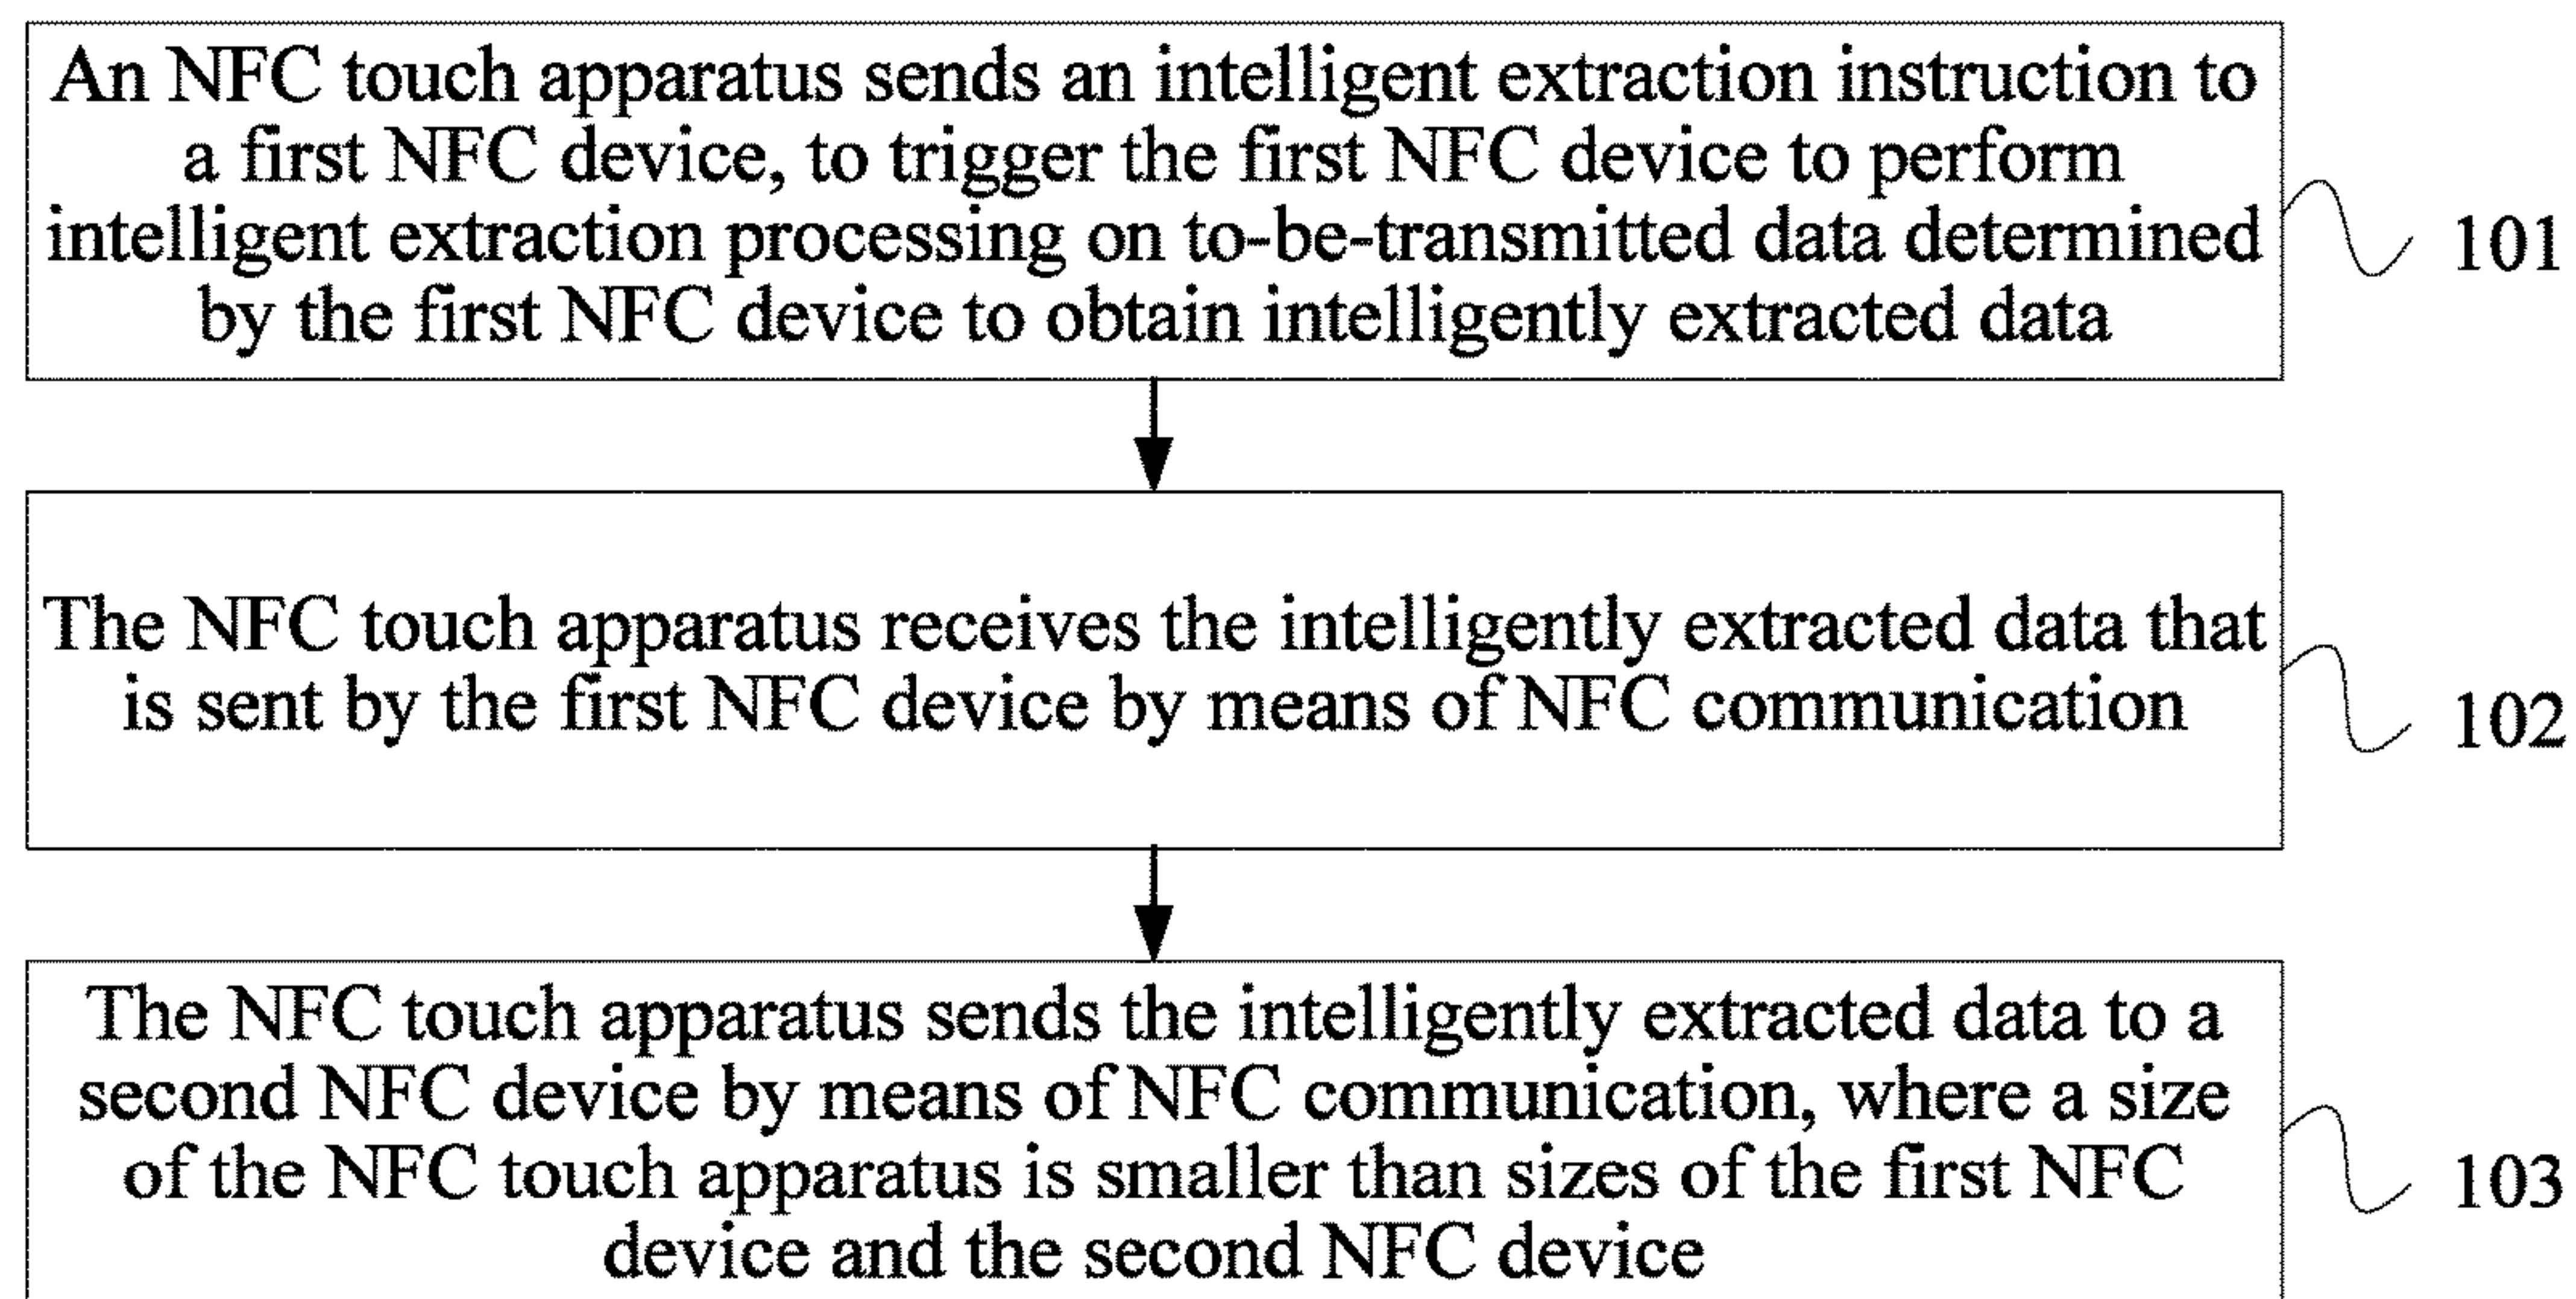 An NFC touch apparatus sends an intelligent extraction instruction to
a first NFC device, to trigger the first NFC device to perform
intelligent extraction processing on to-be-transmitted data determined
by the first NFC device to obtain intelligently extracted data
101
The NFC touch apparatus receives the intelligently extracted data that
is sent by the first NFC device by means of NFC communication
102
The NFC touch apparatus sends the intelligently extracted data to a
second NFC device by means of NFC communication, where a size
of the NFC touch apparatus is smaller than sizes of the first NFC
device and the second NFC device
103